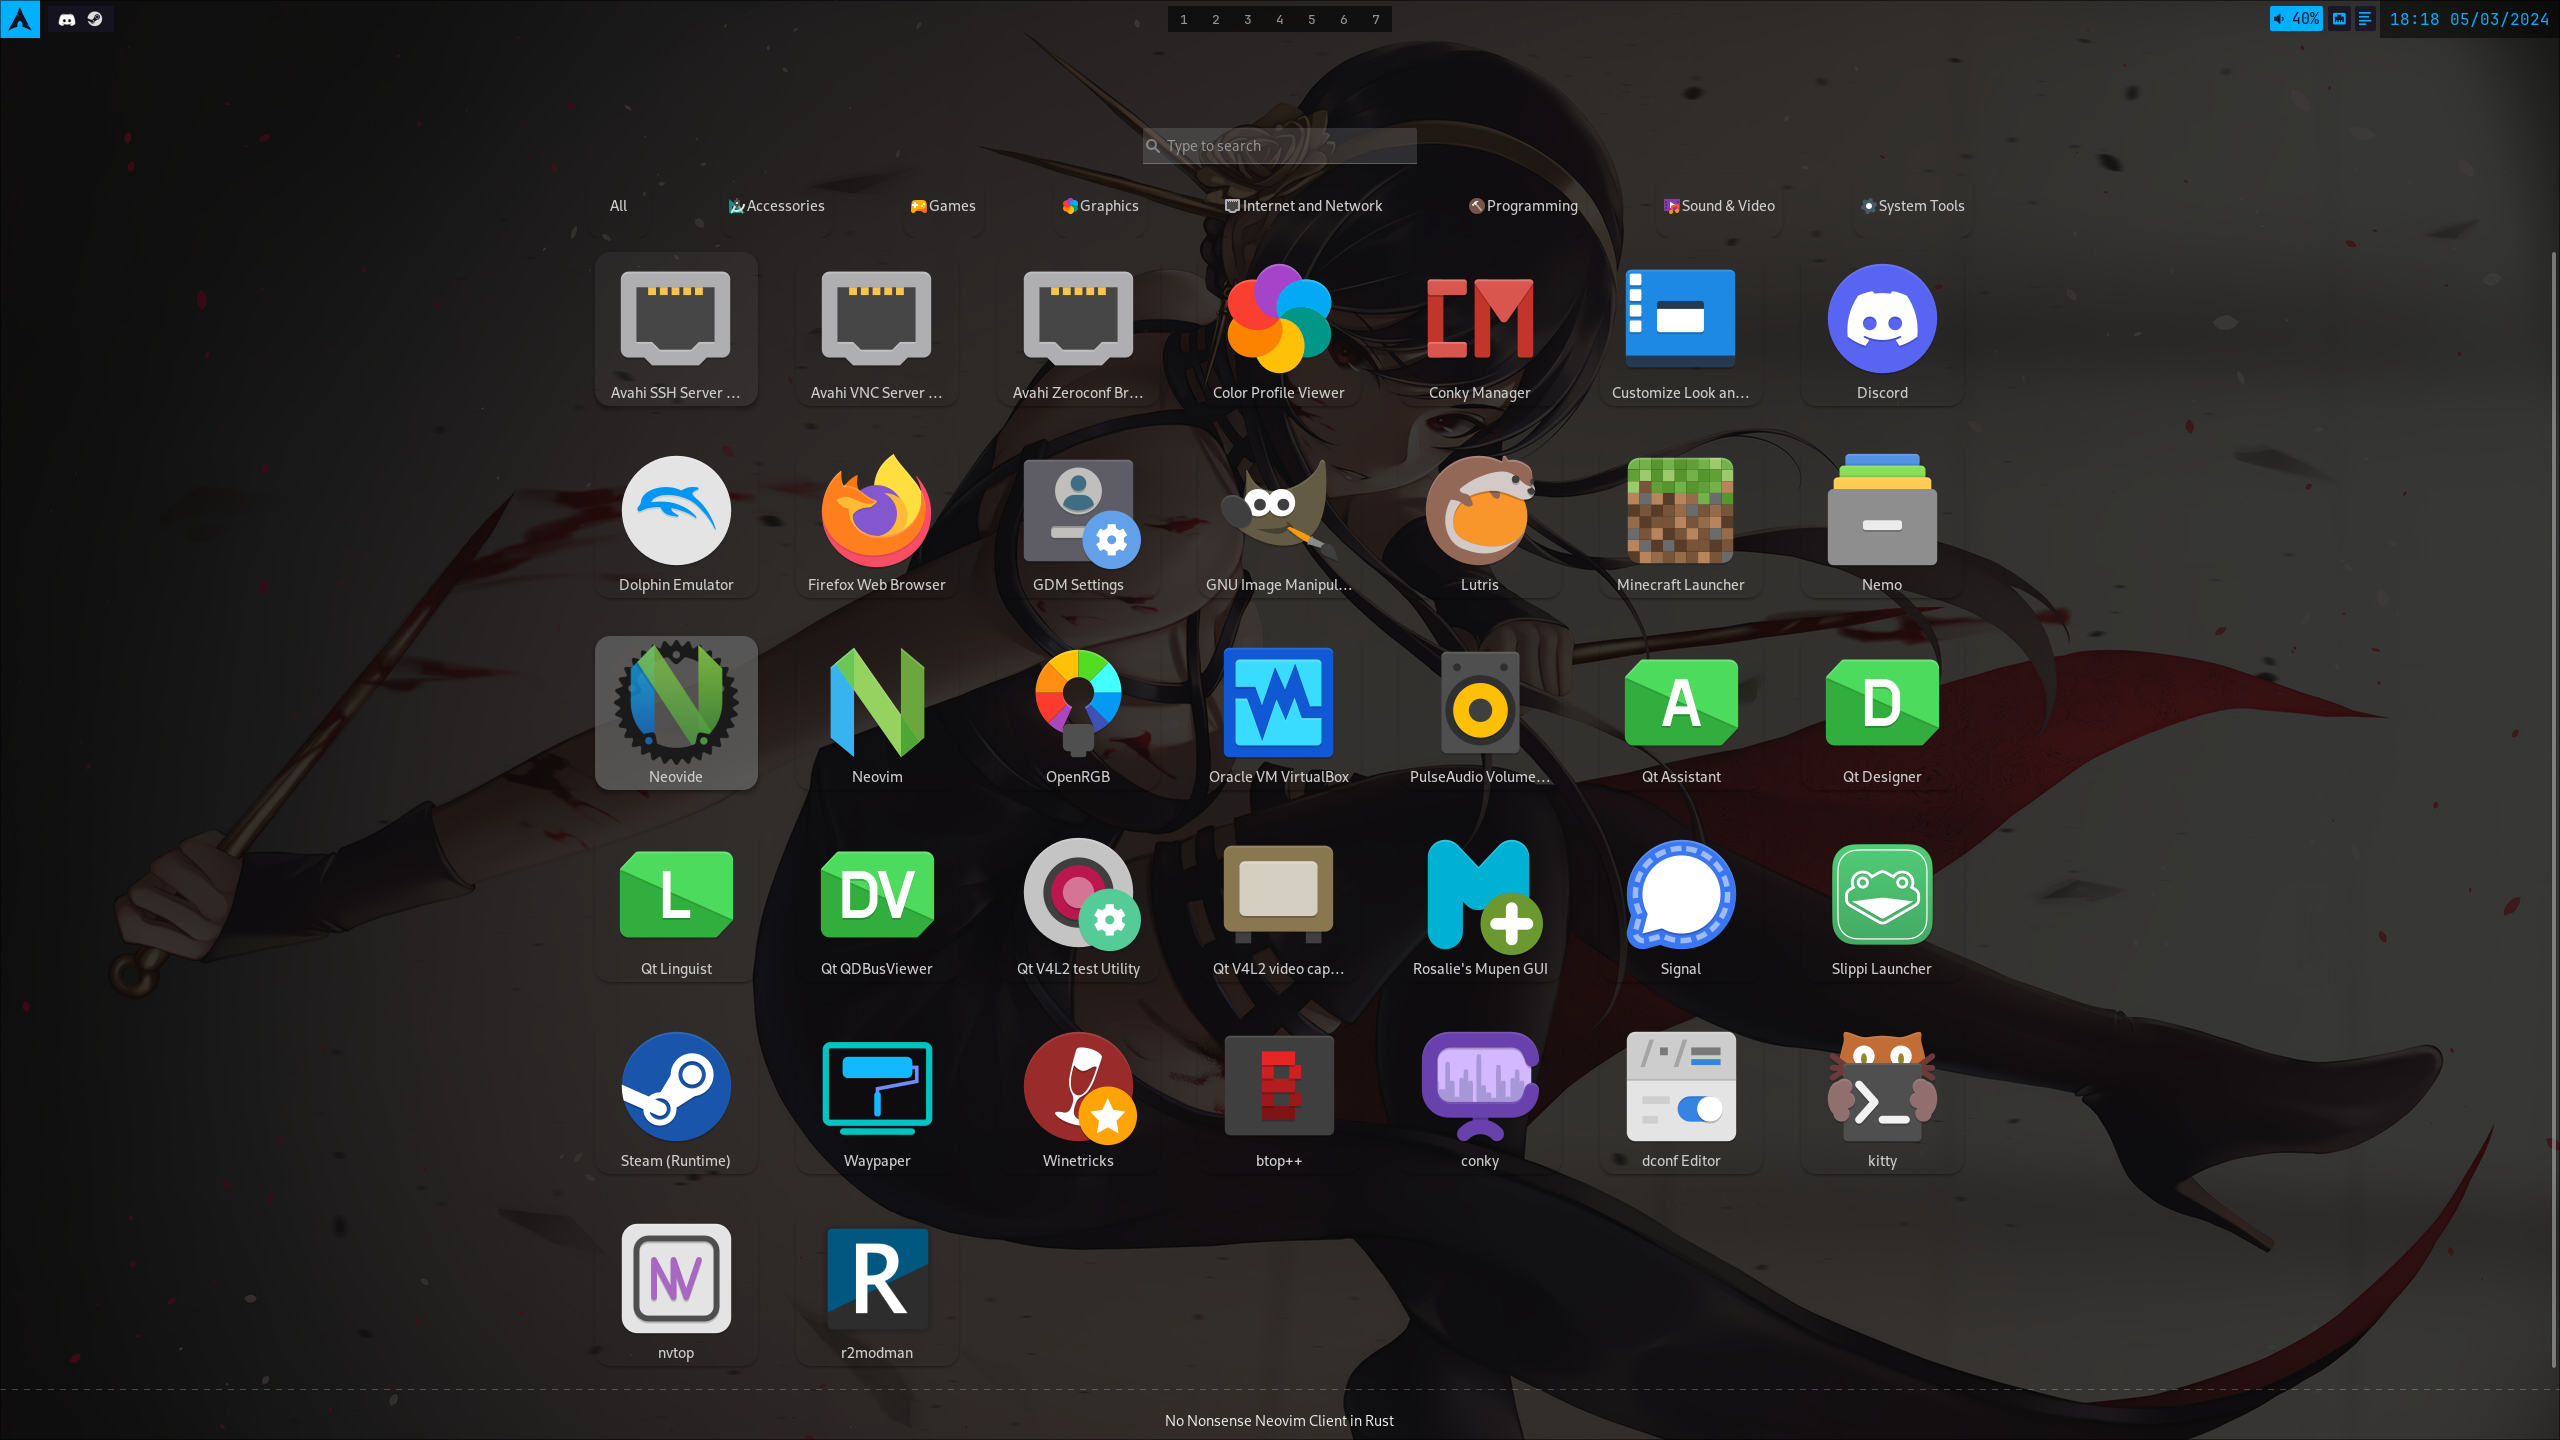 1 2 3 4 5 6 7
40%
18:18 05/03/2024
Type to search
All Accessories Games Graphics Internet and Network Programming Sound & Video System Tools
Avahi SSH Server ... Avahi VNC Server ... Avahi Zeroconf Br... Color Profile Viewer Conky Manager Customize Look an... Discord
Dolphin Emulator Firefox Web Browser GDM Settings GNU Image Manipul... Lutris Minecraft Launcher Nemo
A D
Neovide Neovim OpenRGB Oracle VM VirtualBox PulseAudio Volume... Qt Assistant Qt Designer
L DV
Qt Linguist Qt QDBusViewer Qt V4L2 test Utility Qt V4L2 video cap... Rosalie's Mupen GUI Signal Slippi Launcher
B
Steam (Runtime) Waypaper Winetricks btop++ conky dconf Editor kitty
NV R
nvtop r2modman
No Nonsense Neovim Client in Rust